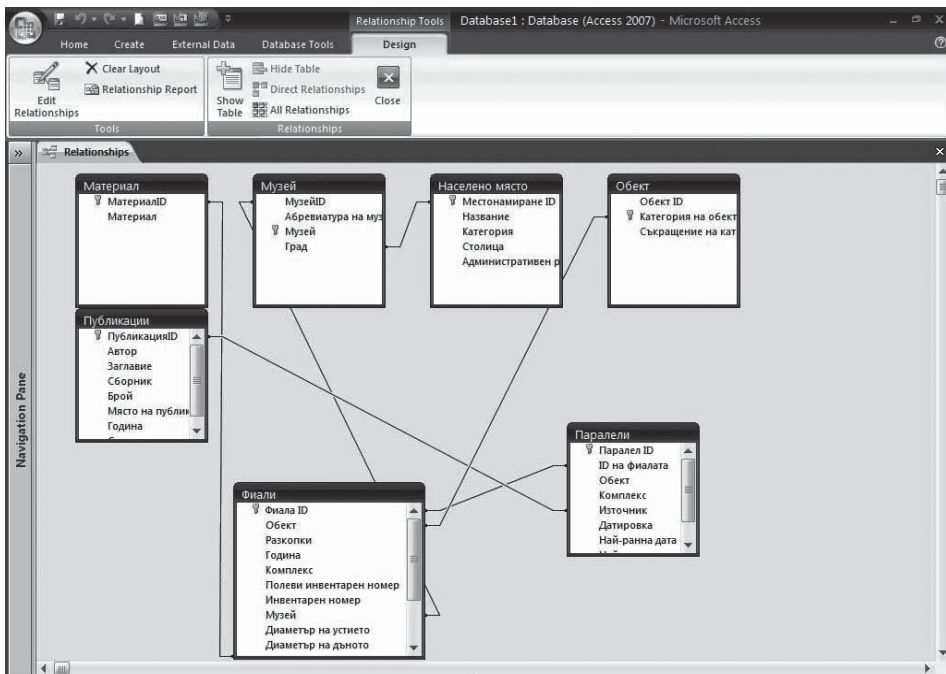 Relationship Tools
Database1 : Database (Access 2007) - Microsoft Access
Home Create External Data Database Tools Design
Edit Relationships
Clear Layout
Relationship Report
Tools
Show Table
Hide Table
Direct Relationships
All Relationships
Close
Relationships
Relationships
Navigation Pane
Материал
МатериалID
Материал
Музей
МузейID
Абревиатура на муз
Музей
Град
Населено място
Местонамиране ID
Название
Категория
Столица
Административен р
Обект
Обект ID
Категория на обект
Съкращение на кат
Публикации
ПубликацияID
Автор
Заглавие
Сборник
Брой
Място на публик
Година
Паралели
Паралел ID
ID на фиалата
Обект
Комплекс
Източник
Датировка
Най-ранна дата
Фиали
Фиала ID
Обект
Разкопки
Година
Комплекс
Полеви инвентарен номер
Инвентарен номер
Музей
Диаметър на устието
Диаметър на дъното